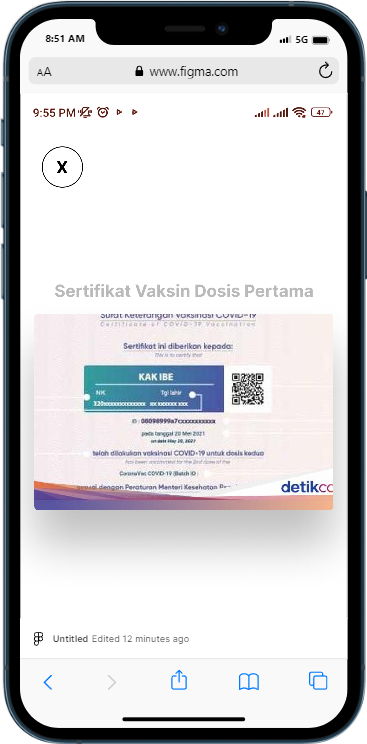 8:51 AM
5G
AA
www.figma.com
9:55 PM
47
X
Sertifikat Vaksin Dosis Pertama
Surat Keterangan Vaksinasi COVID-19
Certificate of COVID-19 Vaccination
Sertifikat ini diberikan kepada:
This is to certify that
KAK IBE
NIK
Tgl lahir
320xxxxxxxxxxxxx xx xxxxxx xxx
ID : 08098999a7cxxxxxxxxxx
pada tanggal 20 Mei 2021
on date May 20, 2021
telah dilakukan vaksinasi COVID-19 untuk dosis kedua
has been vaccinated for the 2nd dose of the
CoronaVac COVID-19 (Batch ID :
sesuai dengan Peraturan Menteri Kesehatan
detikcc
Untitled Edited 12 minutes ago